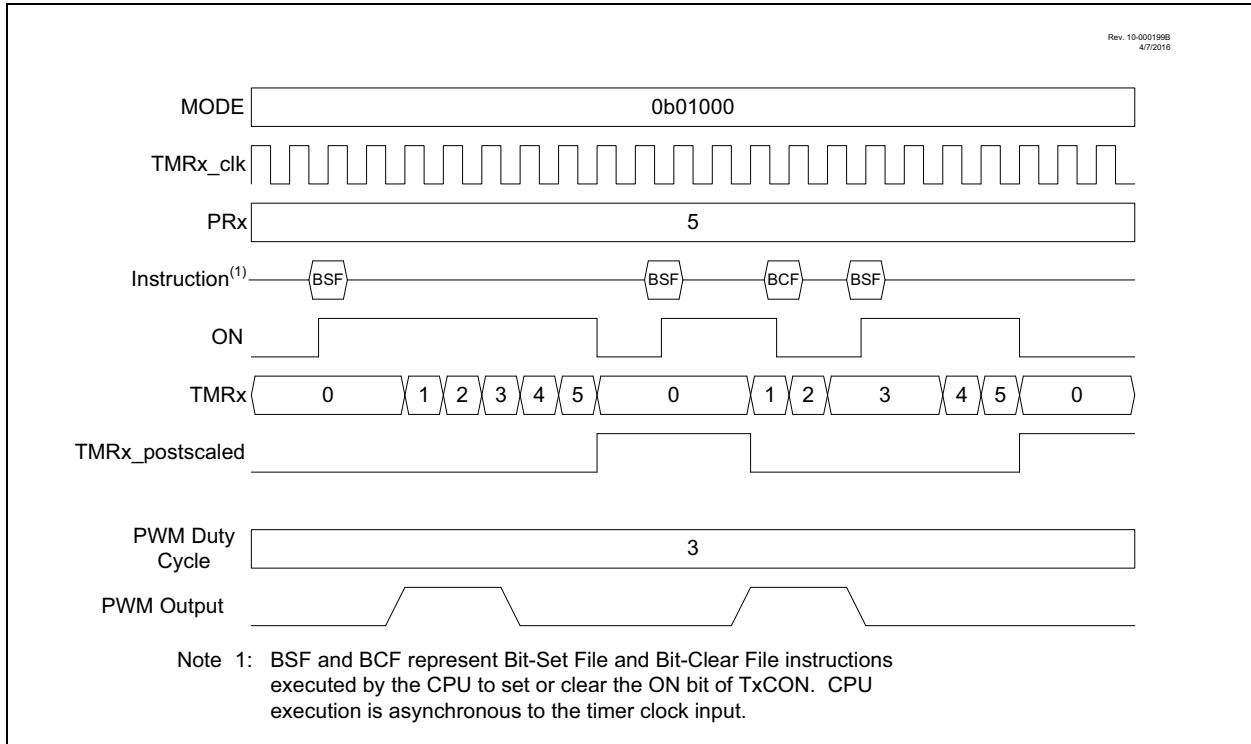 Rev. 10-000199B
4/7/2016
MODE 0b01000
TMRx_clk
PRx 5
Instruction(1) BSF BSF BCF BSF
ON
TMRx 0 1 2 3 4 5 0 1 2 3 4 5 0
TMRx_postscaled
PWM Duty
Cycle 3
PWM Output
Note 1: BSF and BCF represent Bit-Set File and Bit-Clear File instructions
executed by the CPU to set or clear the ON bit of TxCON. CPU
execution is asynchronous to the timer clock input.